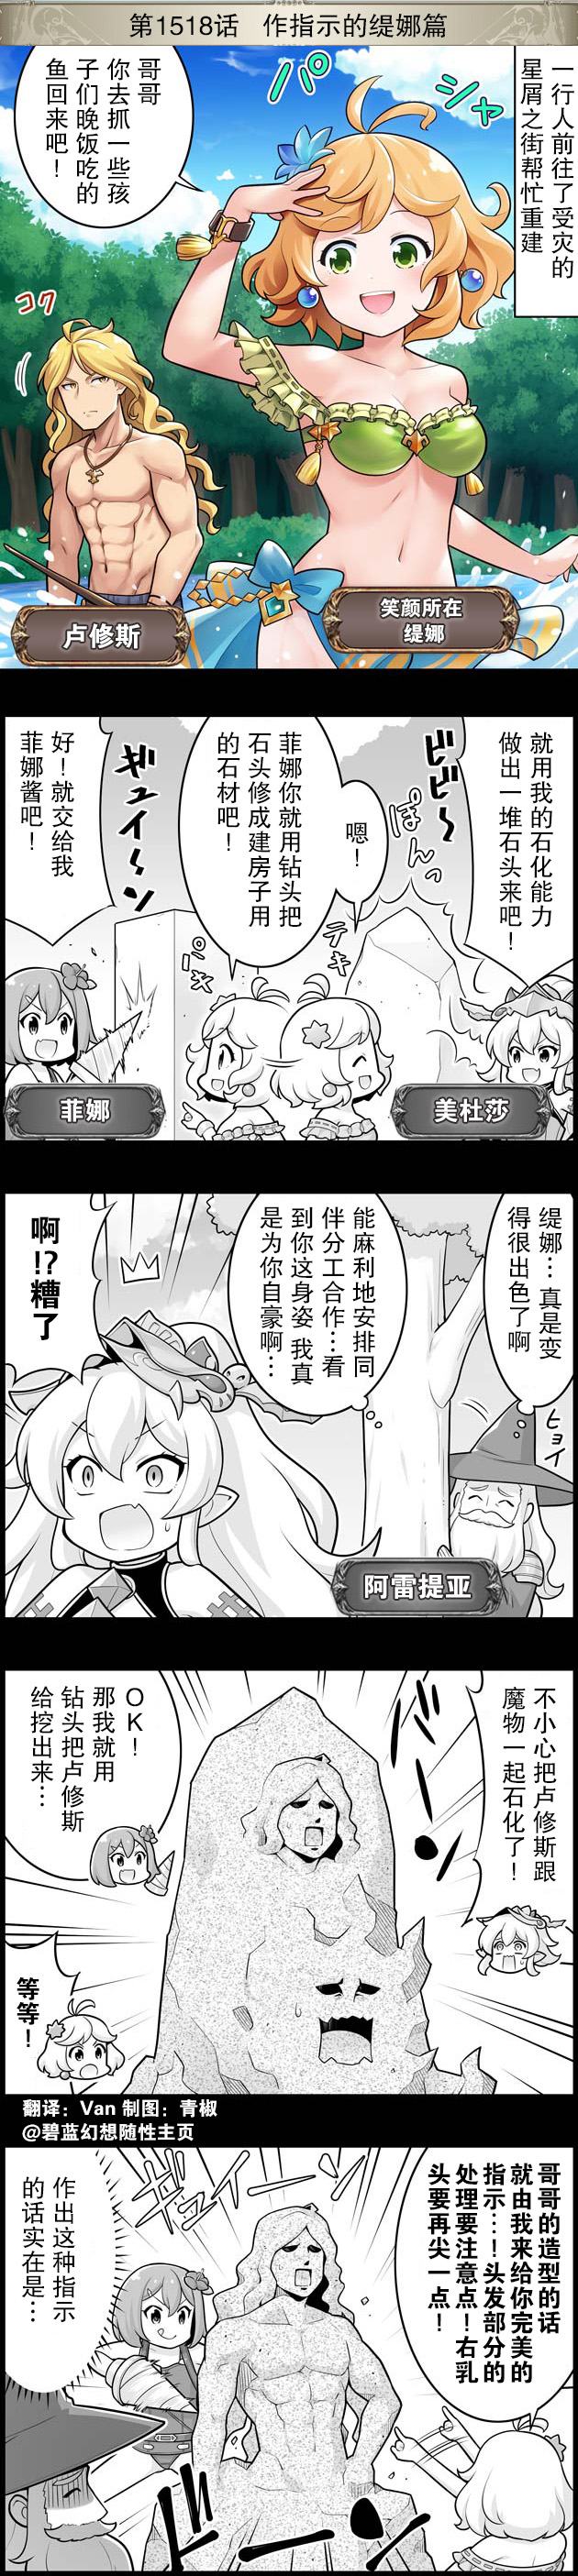 第1518话　作指示的缇娜篇
一行人前往了受灾的
星屑之街帮忙重建
パシャ
哥哥
你去抓一些孩
子们晚饭吃的
鱼回来吧！
コク
卢修斯
笑颜所在
缇娜
就用我的石化能力
做出一堆石头来吧！
ビビ〜
ぽんっ
嗯！
菲娜你就用钻头把
石头修成建房子用
的石材吧！
テキ
パキ
ギュイ〜ン
好！就交给我
菲娜酱吧！
菲娜
美杜莎
缇娜…真是变
得很出色了啊
能麻利地安排同
伴分工合作…看
到你这身姿 我真
是为你自豪啊…
ヒョイ
啊!?糟了
阿雷提亚
不小心把卢修斯跟
魔物一起石化了！
OK！
那我就用
钻头把卢修斯
给挖出来…
等等！
翻译：Van 制图：青椒
@碧蓝幻想随性主页
哥哥的造型的话
就由我来给你完美的
指示…！头发部分的
处理要注意点！右乳
头要再尖一点！
ギュイィーン
作出这种指示
的话实在是…
ドーン